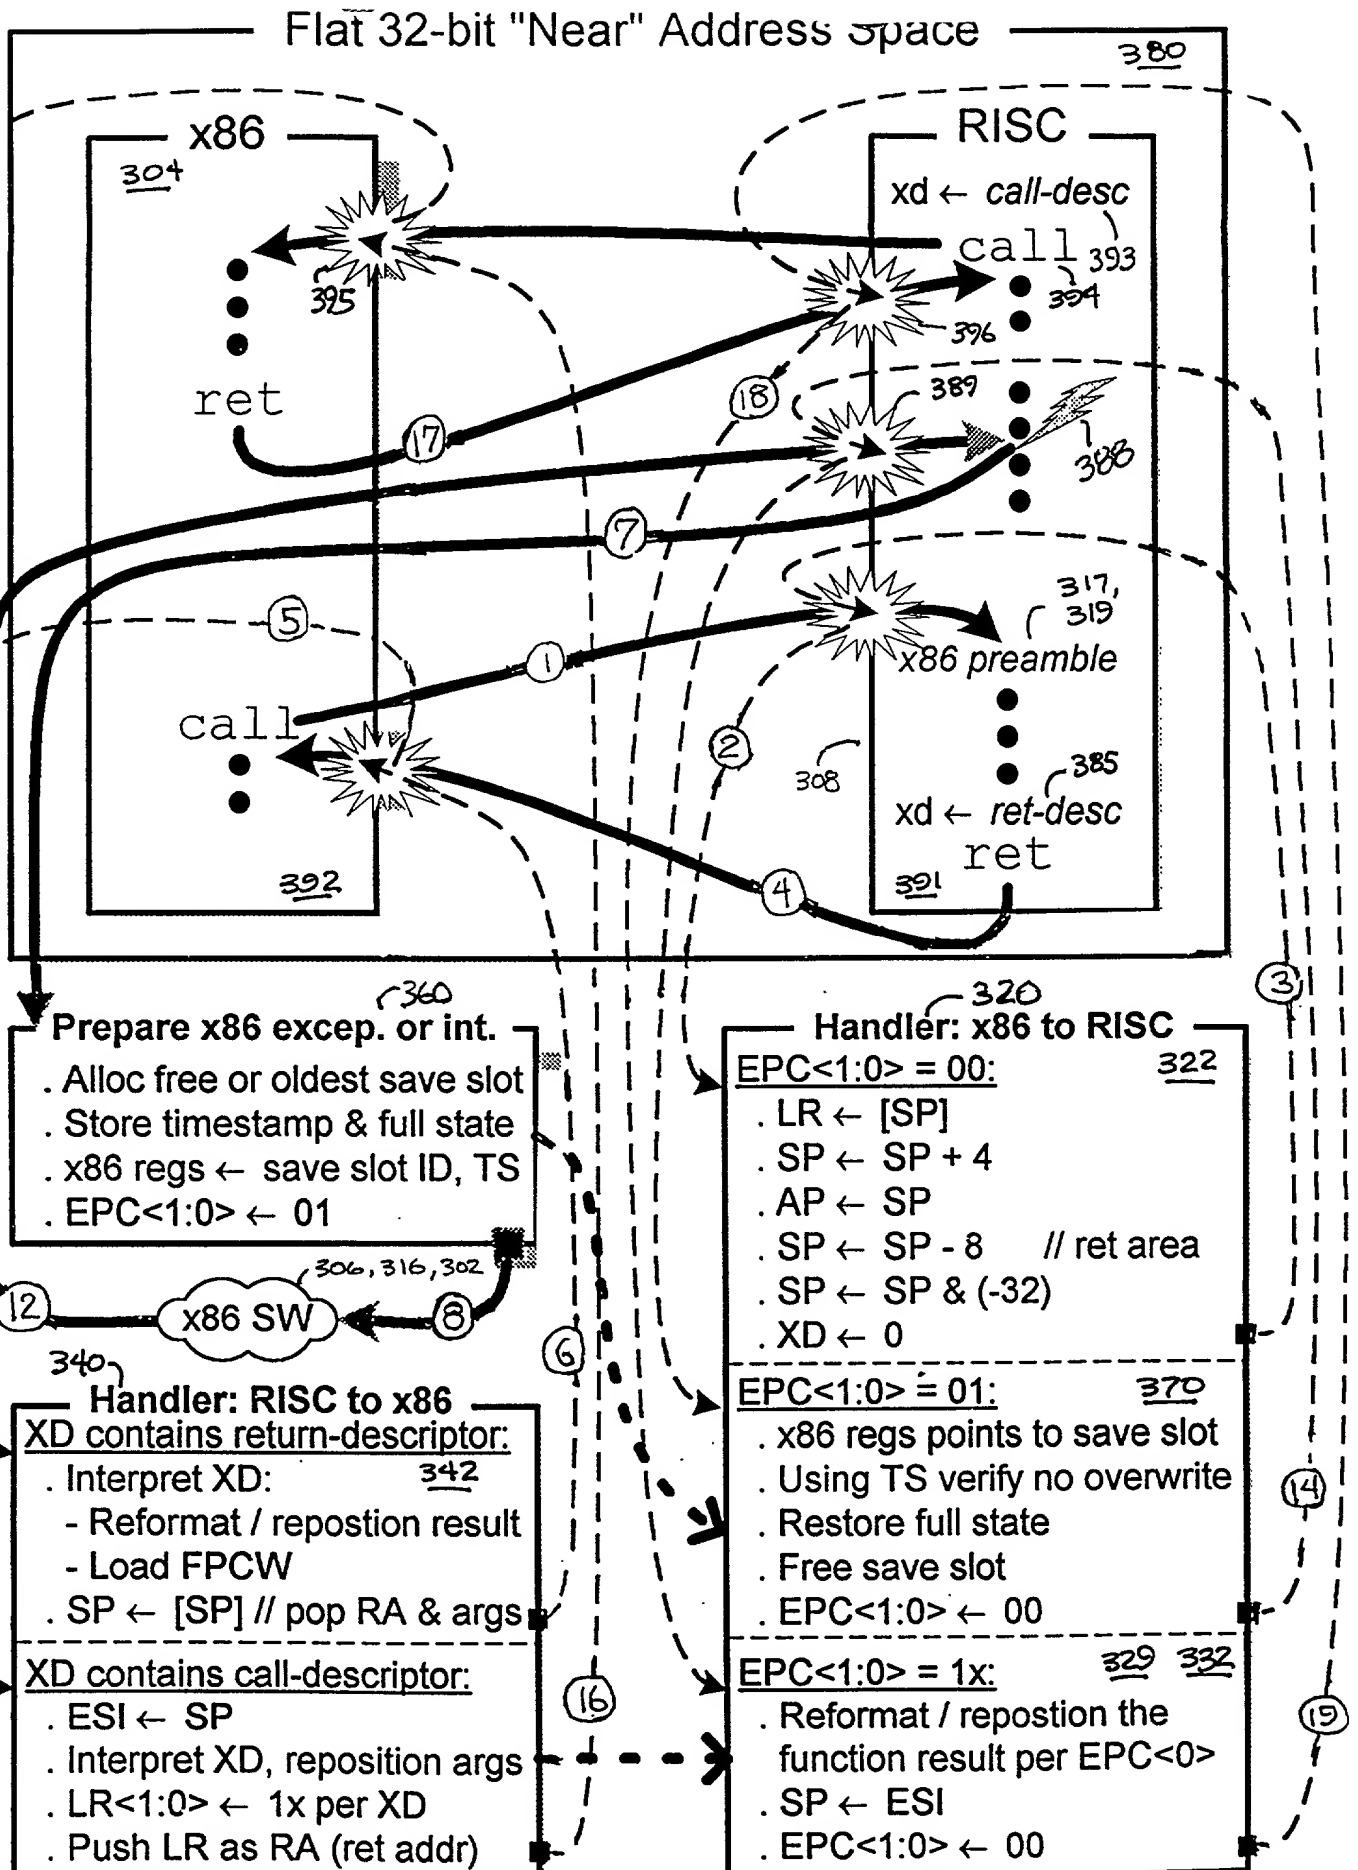 Flat 32-bit "Near" Address Space
380
x86
304
RISC
xd ← call-desc
call
393
394
395
396
ret
17
18
389
388
7
5
1
317,
319
x86 preamble
call
2
308
385
xd ← ret-desc
ret
392
4
391
3
360
Prepare x86 excep. or int.
. Alloc free or oldest save slot
. Store timestamp & full state
. x86 regs ← save slot ID, TS
. EPC<1:0> ← 01
306, 316, 302
12
x86 SW
8
6
340
Handler: RISC to x86
XD contains return-descriptor:
. Interpret XD:
342
- Reformat / repostion result
- Load FPCW
. SP ← [SP] // pop RA & args
XD contains call-descriptor:
. ESI ← SP
. Interpret XD, reposition args
. LR<1:0> ← 1x per XD
. Push LR as RA (ret addr)
16
320
Handler: x86 to RISC
EPC<1:0> = 00:
322
. LR ← [SP]
. SP ← SP + 4
. AP ← SP
. SP ← SP - 8 // ret area
. SP ← SP & (-32)
. XD ← 0
EPC<1:0> = 01:
370
. x86 regs points to save slot
. Using TS verify no overwrite
. Restore full state
. Free save slot
. EPC<1:0> ← 00
14
EPC<1:0> = 1x:
329 332
. Reformat / repostion the
function result per EPC<0>
. SP ← ESI
. EPC<1:0> ← 00
19